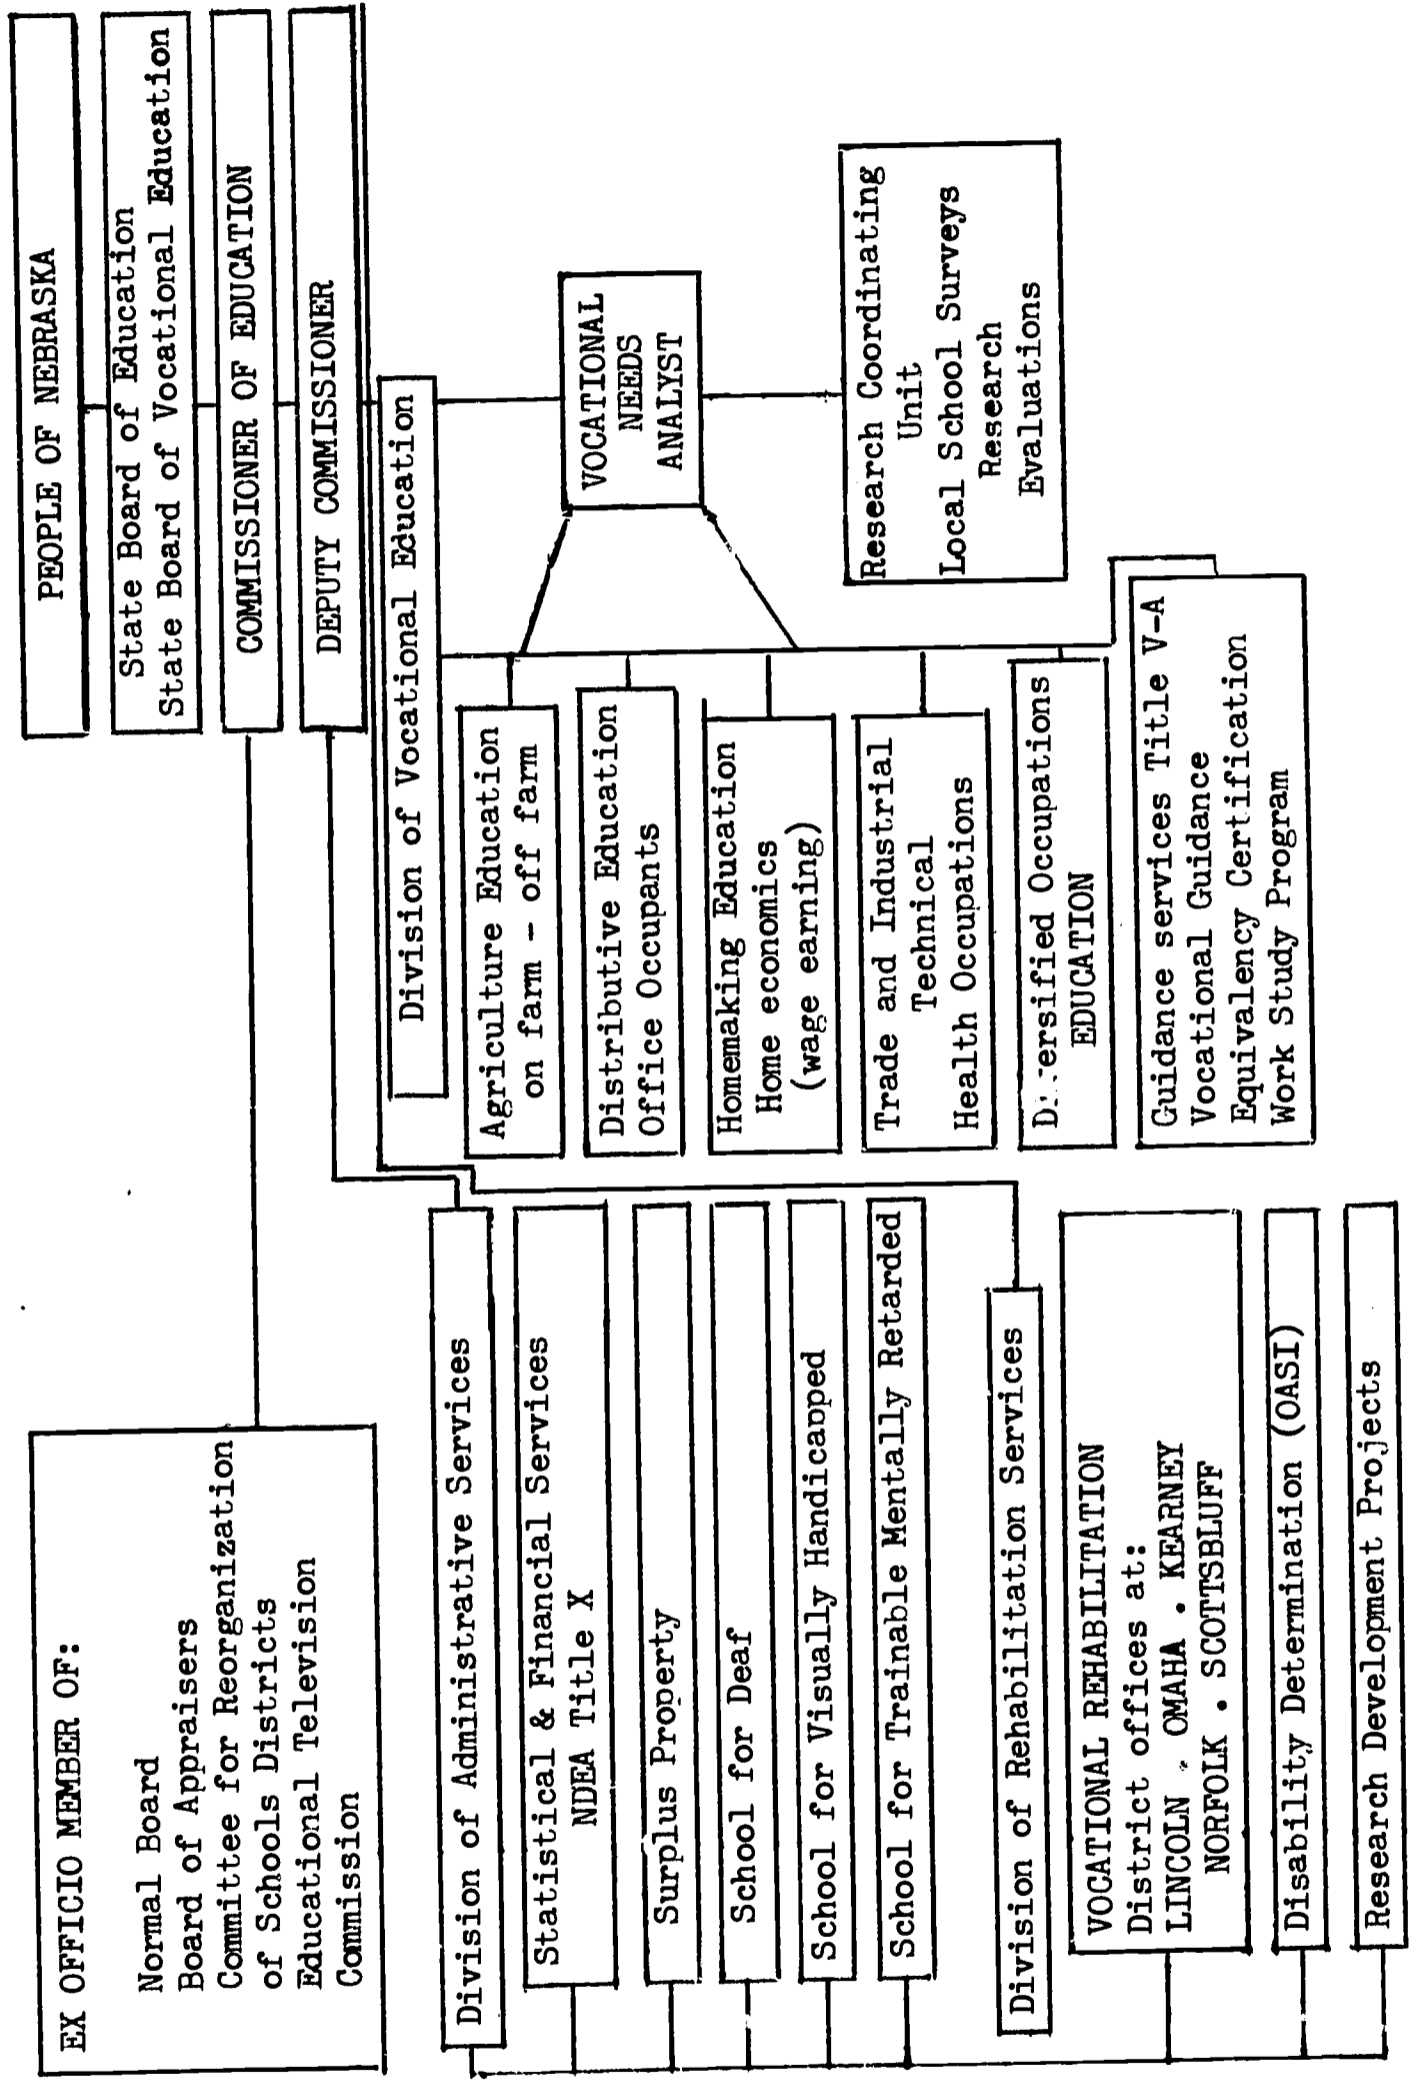 PEOPLE OF NEBRASKA
State Board of Education
State Board of Vocational Education
COMMISSIONER OF EDUCATION
DEPUTY COMMISSIONER
EX OFFICIO MEMBER OF:
Normal Board
Board of Appraisers
Committee for Reorganization
of Schools Districts
Educational Television
Commission
Division of Administrative Services
Statistical & Financial Services
NDEA Title X
Surplus Property
School for Deaf
School for Visually Handicapped
School for Trainable Mentally Retarded
Division of Rehabilitation Services
VOCATIONAL REHABILITATION
District offices at:
LINCOLN . OMAHA . KEARNEY
NORFOLK . SCOTTSBLUFF
Disability Determination (OASI)
Research Development Projects
Division of Vocational Education
Agriculture Education
on farm - off farm
Distributive Education
Office Occupants
Homemaking Education
Home economics
(wage earning)
Trade and Industrial
Technical
Health Occupations
Diversified Occupations
EDUCATION
Guidance services Title V-A
Vocational Guidance
Equivalency Certification
Work Study Program
VOCATIONAL
NEEDS
ANALYST
Research Coordinating
Unit
Local School Surveys
Research
Evaluations